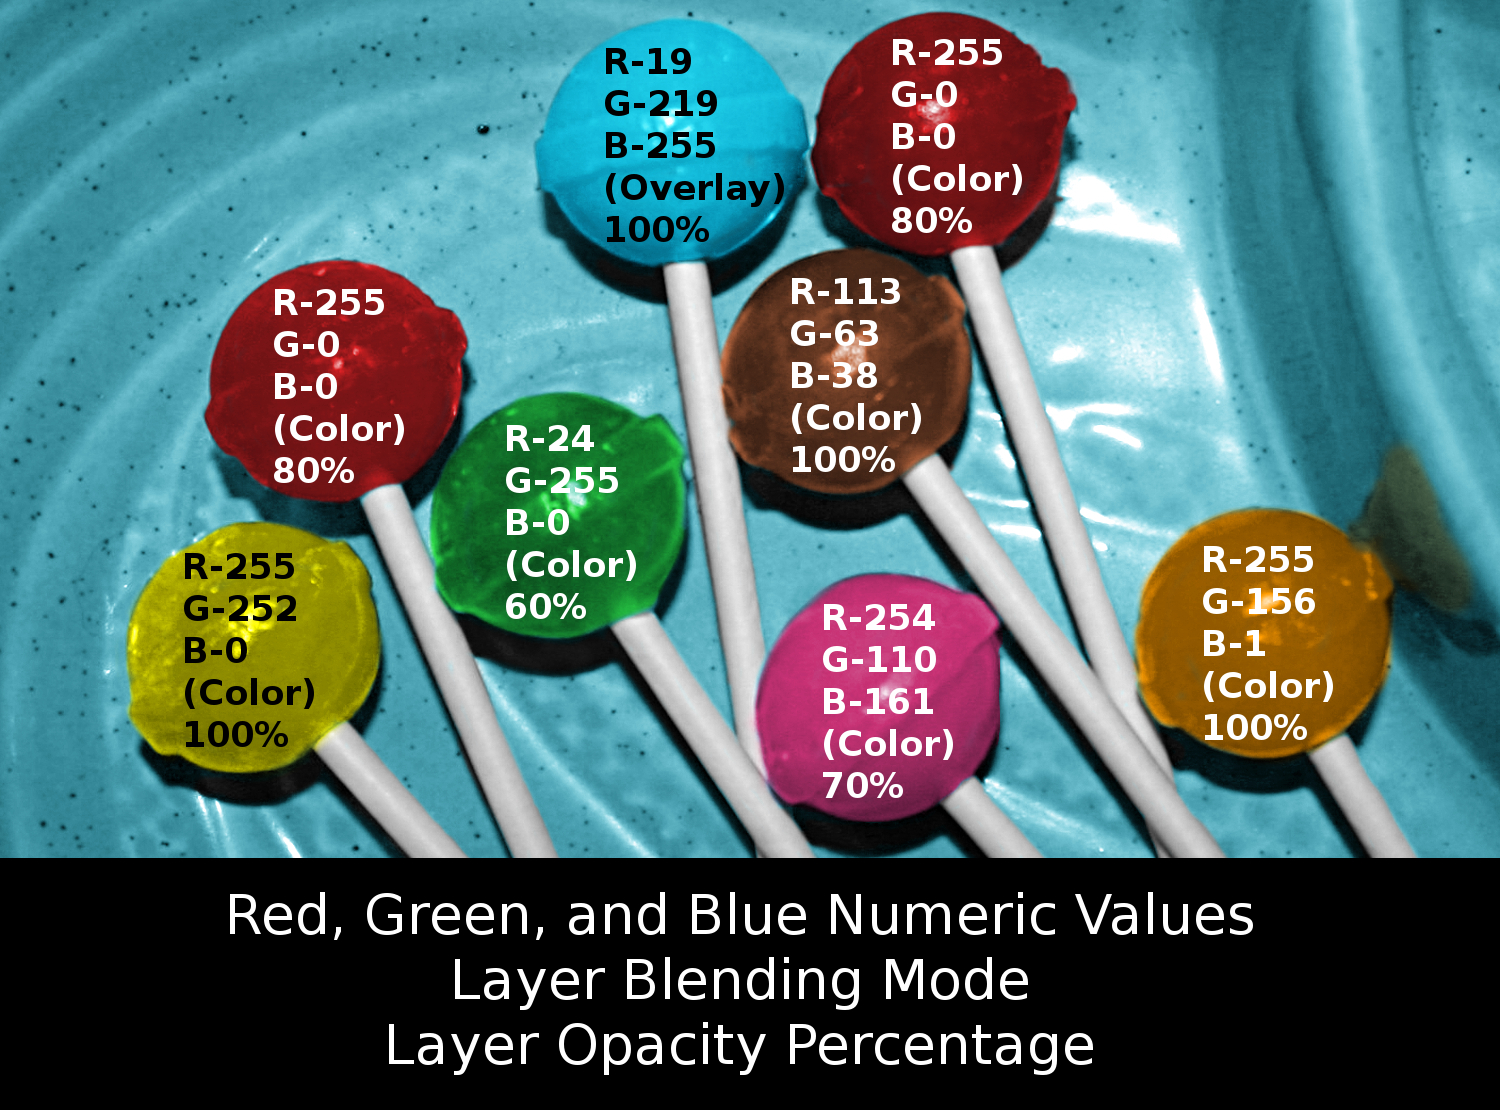 R-19
G-219
B-255
(Overlay)
100%
R-255
G-0
B-0
(Color)
80%
R-255
G-0
B-0
(Color)
80%
R-113
G-63
B-38
(Color)
100%
R-24
G-255
B-0
(Color)
60%
R-255
G-252
B-0
(Color)
100%
R-254
G-110
B-161
(Color)
70%
R-255
G-156
B-1
(Color)
100%
Red, Green, and Blue Numeric Values
Layer Blending Mode
Layer Opacity Percentage